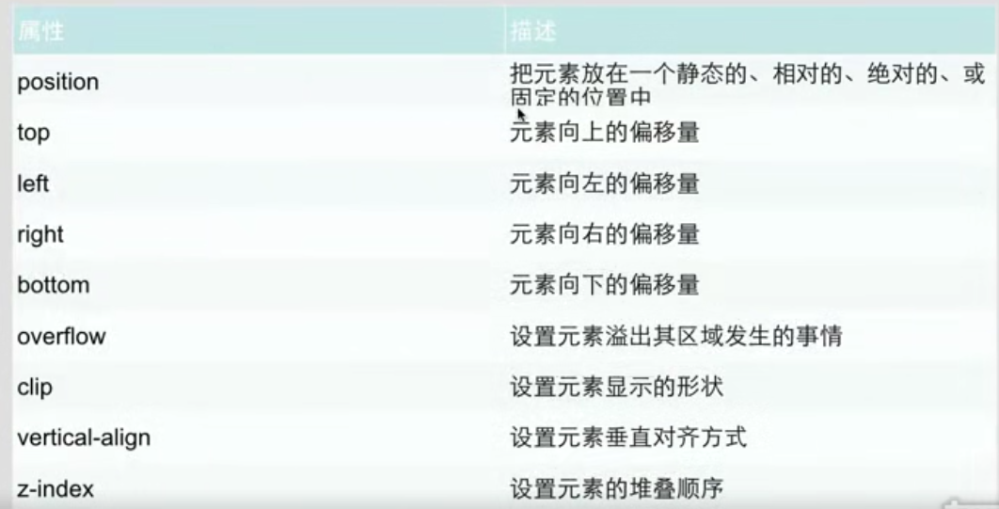 属性 描述
position 把元素放在一个静态的、相对的、绝对的、或
固定的位置中
top 元素向上的偏移量
left 元素向左的偏移量
right 元素向右的偏移量
bottom 元素向下的偏移量
overflow 设置元素溢出其区域发生的事情
clip 设置元素显示的形状
vertical-align 设置元素垂直对齐方式
z-index 设置元素的堆叠顺序